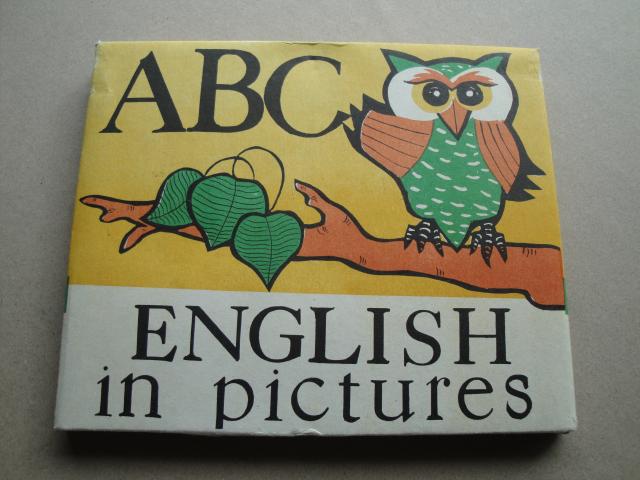 ABC
ENGLISH
in pictures